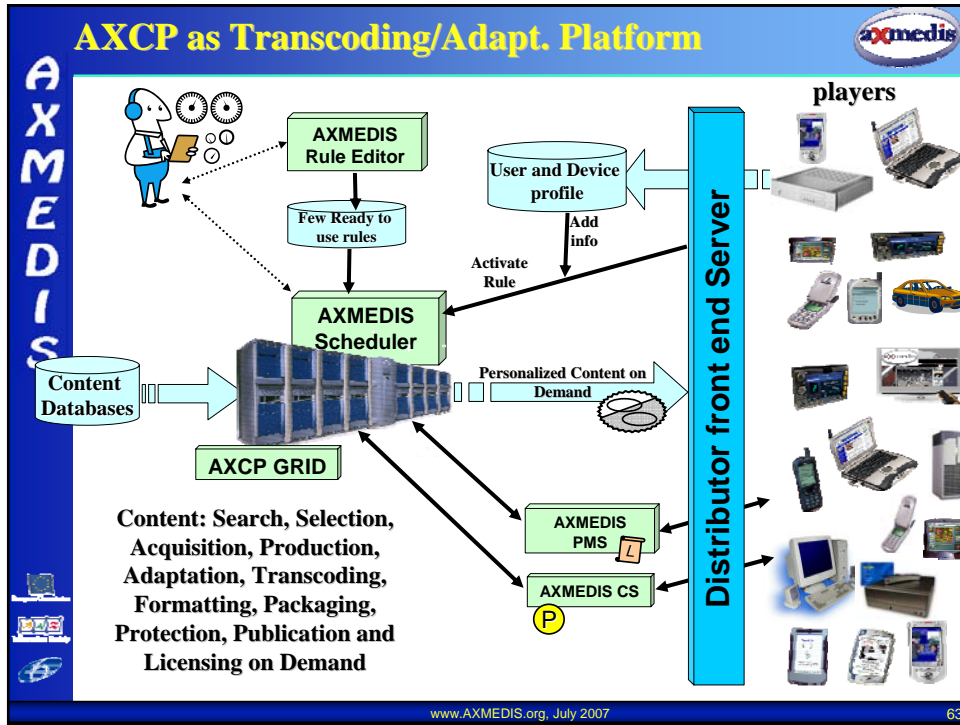 AXCP as Transcoding/Adapt. Platform
axmedis
AXMEDIS
players
AXMEDIS
Rule Editor
User and Device
profile
Few Ready to
use rules
Add
info
Activate
Rule
AXMEDIS
Scheduler
Distributor front end Server
Content
Databases
Personalized Content on
Demand
AXCP GRID
Content: Search, Selection,
Acquisition, Production,
Adaptation, Transcoding,
Formatting, Packaging,
Protection, Publication and
Licensing on Demand
AXMEDIS
PMS
L
AXMEDIS CS
P
www.AXMEDIS.org, July 2007
63